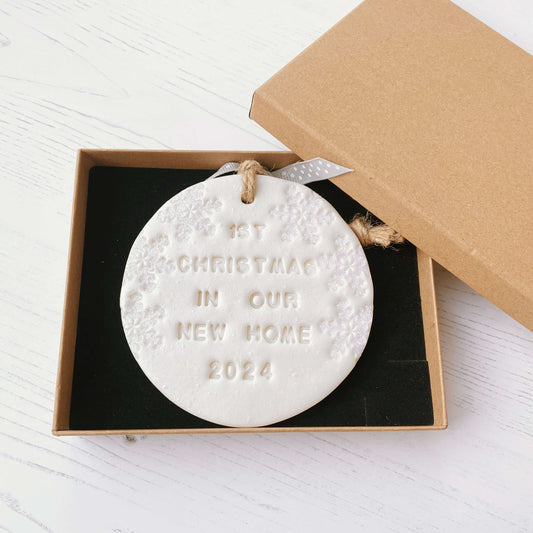 1ST
CHRISTMAS
IN OUR
NEW HOME
2024